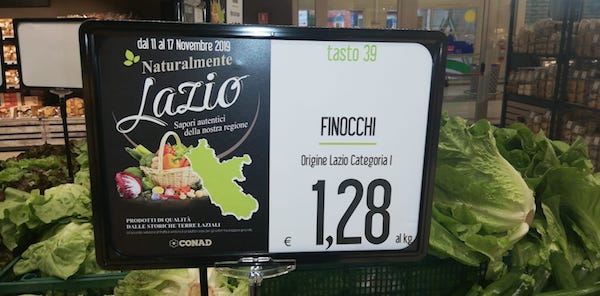 dal 11 al 17 Novembre 2019
Naturalmente
Lazio
Sapori autentici
della nostra regione
PRODOTTI DI QUALITÀ
DALLE STORICHE TERRE LAZIALI
CONAD
tasto 39
FINOCCHI
Origine Lazio Categoria I
€ 1,28 al kg